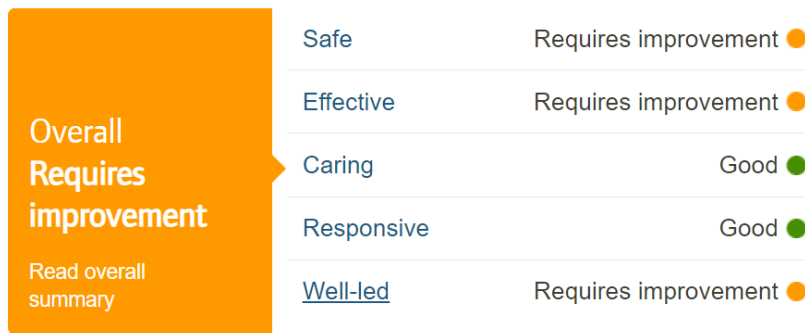 Overall
Requires
improvement
Read overall
summary
Safe Requires improvement
Effective Requires improvement
Caring Good
Responsive Good
Well-led Requires improvement